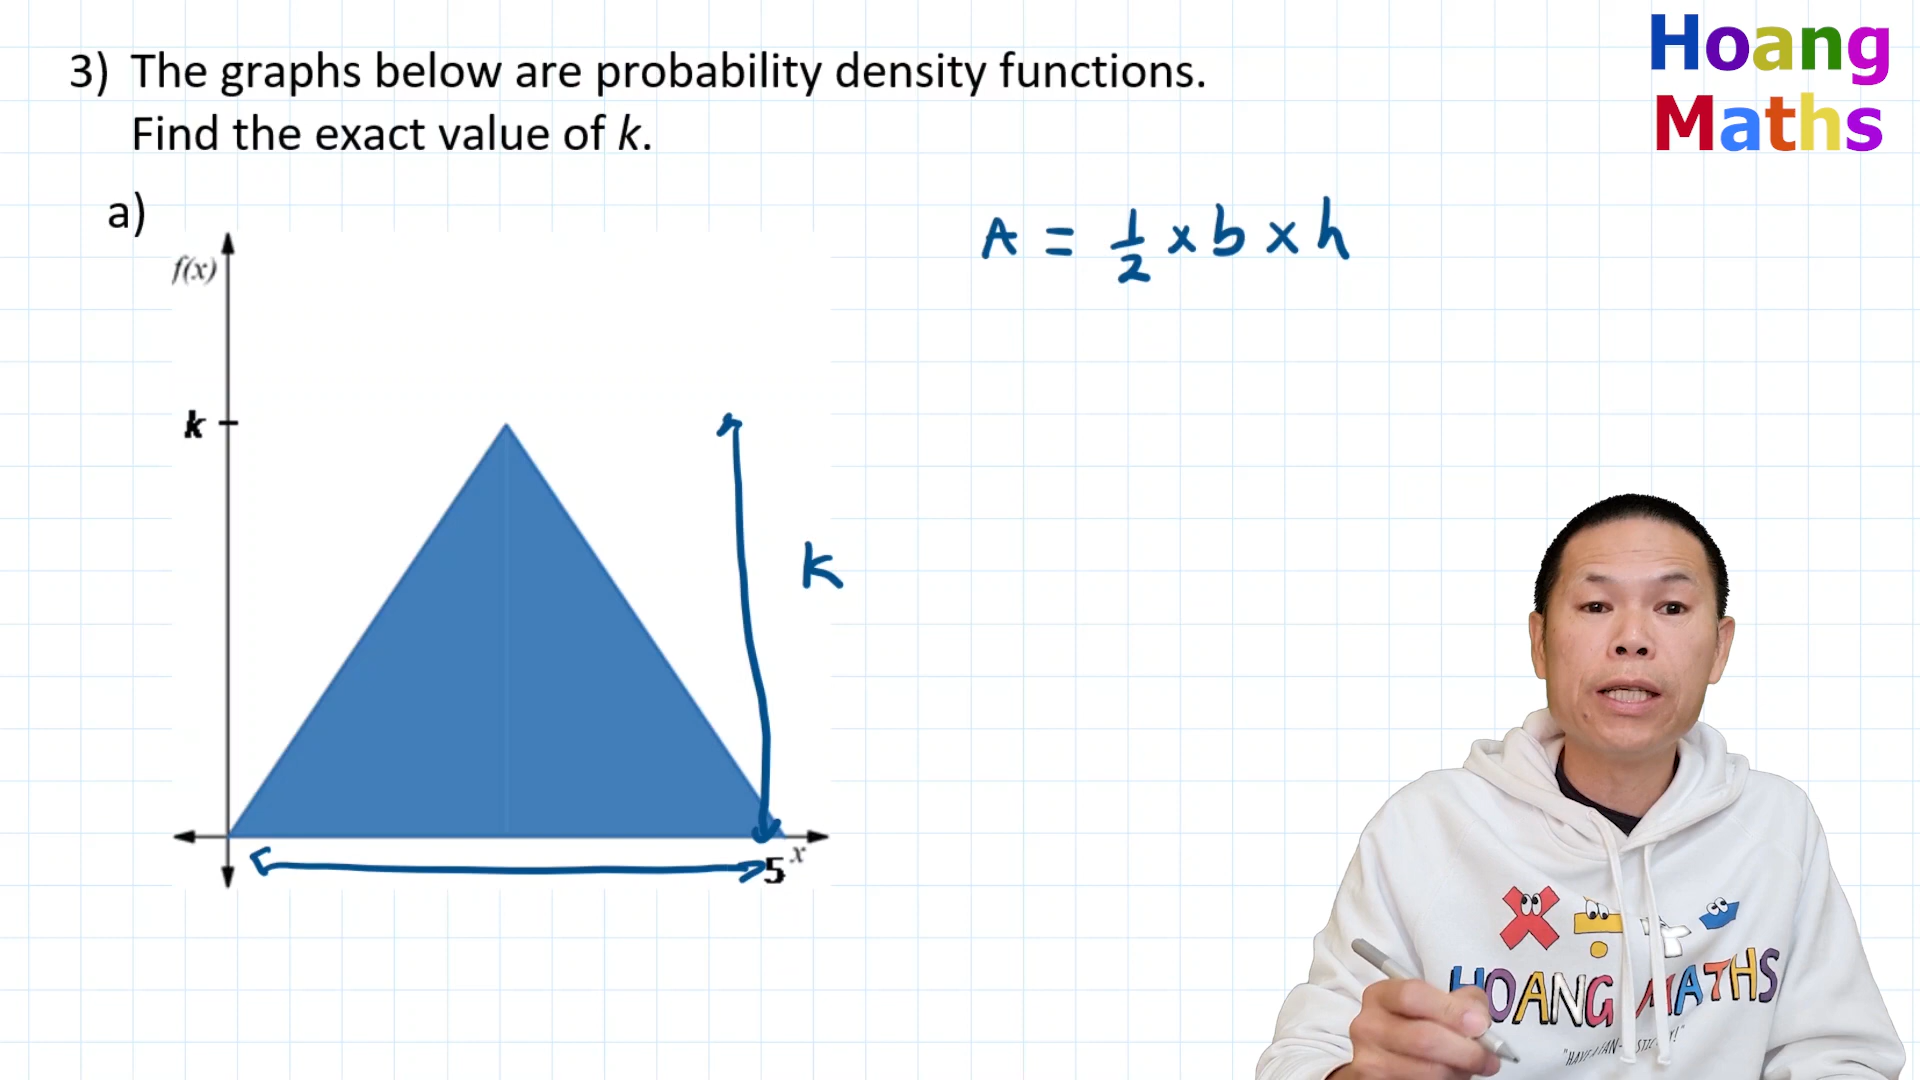 3) The graphs below are probability density functions.
Find the exact value of k.
Hoang
Maths
a)
A = 1/2 × b × h
f(x)
k
k
5
x
HOANG MATHS